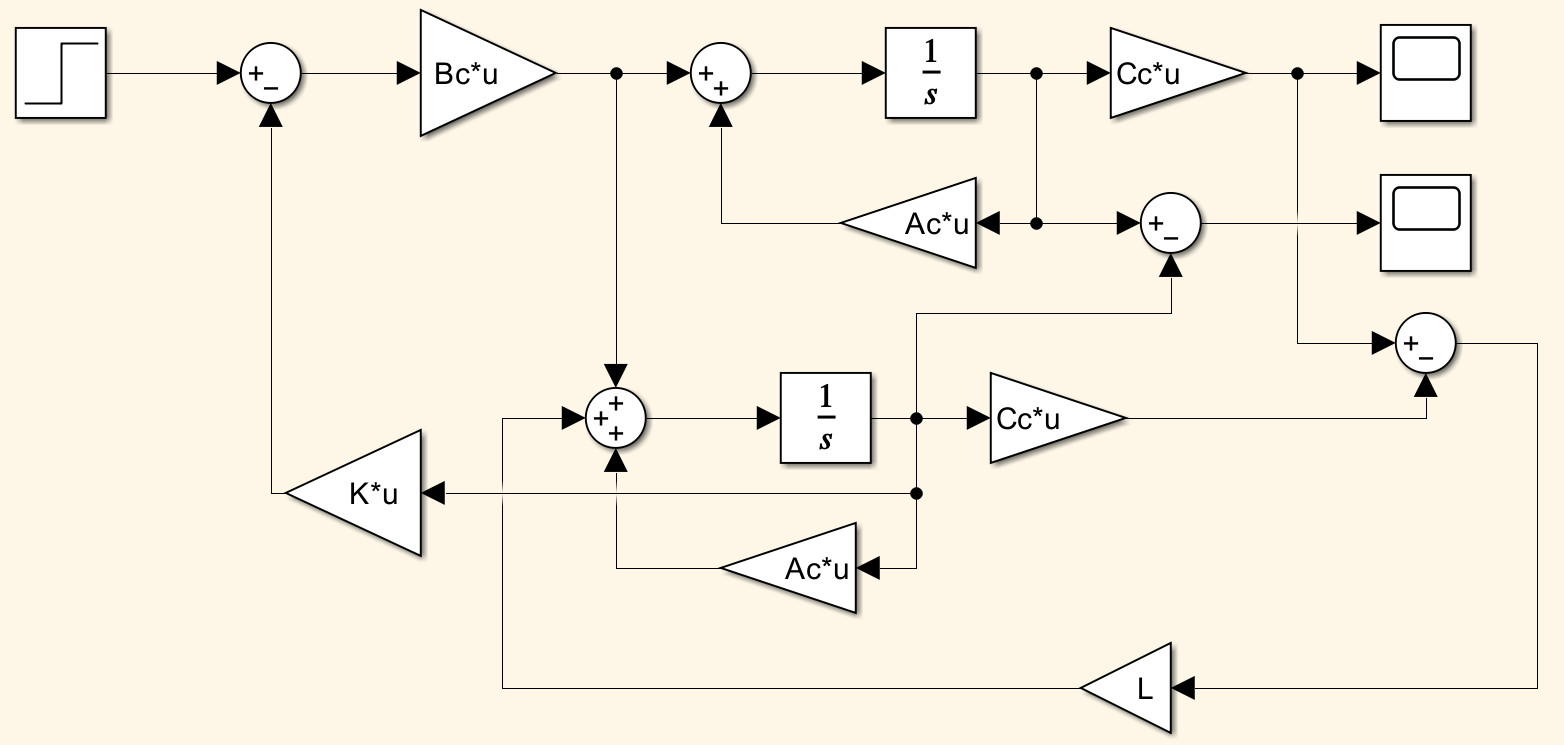 +
−
Bc*u
+
+
1
s
Cc*u
Ac*u
+
−
+
−
+
+
+
1
s
Cc*u
K*u
Ac*u
L